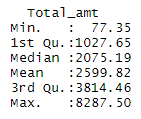 Total_amt
Min.   :  77.35
1st Qu.:1027.65
Median :2075.19
Mean   :2599.82
3rd Qu.:3814.46
Max.   :8287.50